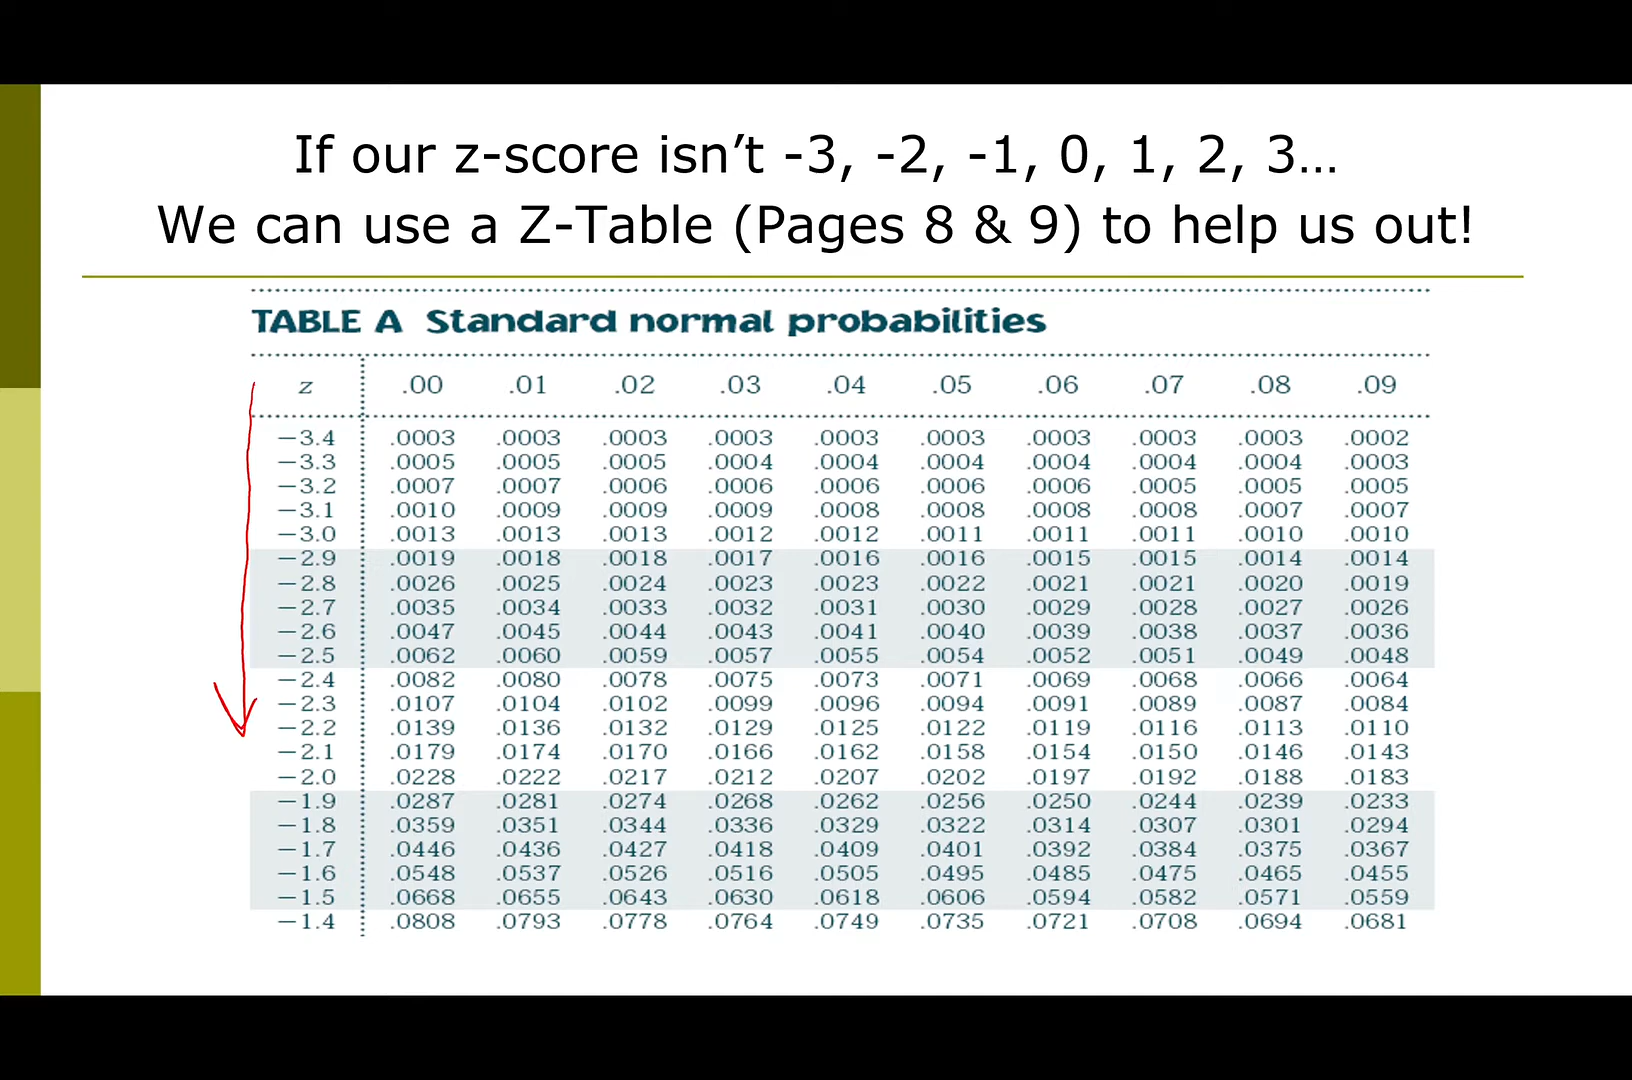 If our z-score isn’t -3, -2, -1, 0, 1, 2, 3…
We can use a Z-Table (Pages 8 & 9) to help us out!
TABLE A Standard normal probabilities
z .00 .01 .02 .03 .04 .05 .06 .07 .08 .09
−3.4 .0003 .0003 .0003 .0003 .0003 .0003 .0003 .0003 .0003 .0002
−3.3 .0005 .0005 .0005 .0004 .0004 .0004 .0004 .0004 .0004 .0003
−3.2 .0007 .0007 .0006 .0006 .0006 .0006 .0006 .0005 .0005 .0005
−3.1 .0010 .0009 .0009 .0009 .0008 .0008 .0008 .0008 .0007 .0007
−3.0 .0013 .0013 .0013 .0012 .0012 .0011 .0011 .0011 .0010 .0010
−2.9 .0019 .0018 .0018 .0017 .0016 .0016 .0015 .0015 .0014 .0014
−2.8 .0026 .0025 .0024 .0023 .0023 .0022 .0021 .0021 .0020 .0019
−2.7 .0035 .0034 .0033 .0032 .0031 .0030 .0029 .0028 .0027 .0026
−2.6 .0047 .0045 .0044 .0043 .0041 .0040 .0039 .0038 .0037 .0036
−2.5 .0062 .0060 .0059 .0057 .0055 .0054 .0052 .0051 .0049 .0048
−2.4 .0082 .0080 .0078 .0075 .0073 .0071 .0069 .0068 .0066 .0064
−2.3 .0107 .0104 .0102 .0099 .0096 .0094 .0091 .0089 .0087 .0084
−2.2 .0139 .0136 .0132 .0129 .0125 .0122 .0119 .0116 .0113 .0110
−2.1 .0179 .0174 .0170 .0166 .0162 .0158 .0154 .0150 .0146 .0143
−2.0 .0228 .0222 .0217 .0212 .0207 .0202 .0197 .0192 .0188 .0183
−1.9 .0287 .0281 .0274 .0268 .0262 .0256 .0250 .0244 .0239 .0233
−1.8 .0359 .0351 .0344 .0336 .0329 .0322 .0314 .0307 .0301 .0294
−1.7 .0446 .0436 .0427 .0418 .0409 .0401 .0392 .0384 .0375 .0367
−1.6 .0548 .0537 .0526 .0516 .0505 .0495 .0485 .0475 .0465 .0455
−1.5 .0668 .0655 .0643 .0630 .0618 .0606 .0594 .0582 .0571 .0559
−1.4 .0808 .0793 .0778 .0764 .0749 .0735 .0721 .0708 .0694 .0681